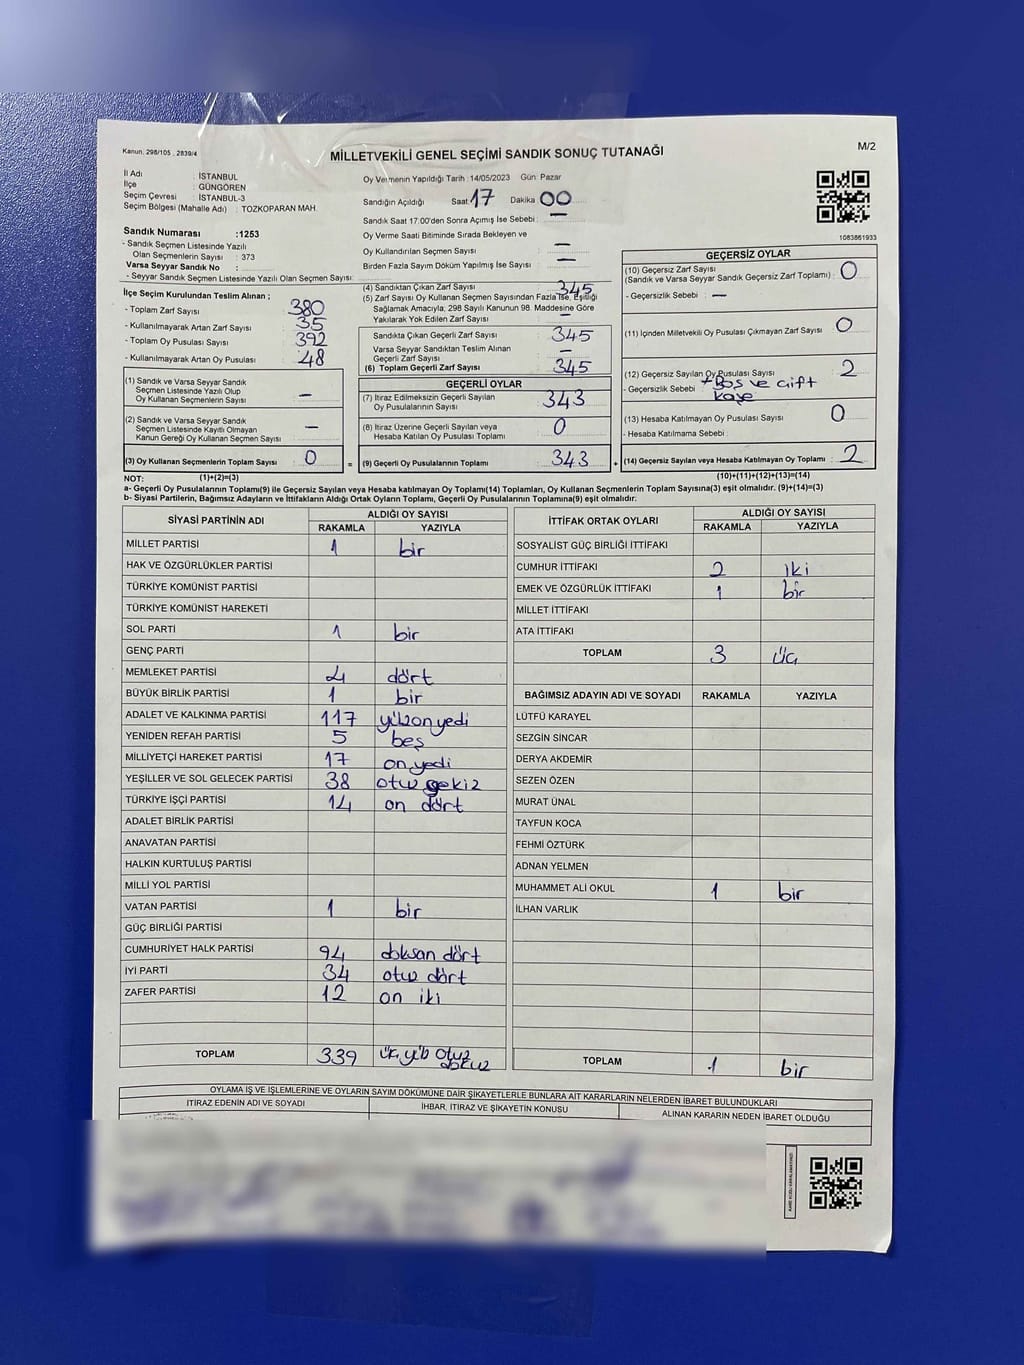 Kanun: 298/105 , 2839/4
MİLLETVEKİLİ GENEL SEÇİMİ SANDIK SONUÇ TUTANAĞI
M/2
İl Adı : İSTANBUL
İlçe : GÜNGÖREN
Seçim Çevresi : İSTANBUL-3
Seçim Bölgesi (Mahalle Adı) : TOZKOPARAN MAH.
Sandık Numarası :1253
- Sandık Seçmen Listesinde Yazılı
Olan Seçmenlerin Sayısı : 373
Varsa Seyyar Sandık No :
- Seyyar Sandık Seçmen Listesinde Yazılı Olan Seçmen Sayısı:
Oy Vermenin Yapıldığı Tarih : 14/05/2023 Gün: Pazar
Sandığın Açıldığı Saat: 17 Dakika 00
Sandık Saat 17:00'den Sonra Açımış İse Sebebi : —
Oy Verme Saati Bitiminde Sırada Bekleyen ve
Oy Kullandırılan Seçmen Sayısı —
Birden Fazla Sayım Döküm Yapılmış İse Sayısı —
1083861933
İlçe Seçim Kurulundan Teslim Alınan ;
- Toplam Zarf Sayısı 380
- Kullanılmayarak Artan Zarf Sayısı 35
- Toplam Oy Pusulası Sayısı 392
- Kullanılmayarak Artan Oy Pusulası 48
(1) Sandık ve Varsa Seyyar Sandık
Seçmen Listesinde Yazılı Olup
Oy Kullanan Seçmenlerin Sayısı —
(2) Sandık ve Varsa Seyyar Sandık
Seçmen Listesinde Kayıtlı Olmayan
Kanun Gereği Oy Kullanan Seçmen Sayısı —
(3) Oy Kullanan Seçmenlerin Toplam Sayısı 0
(1)+(2)=(3)
(4) Sandıktan Çıkan Zarf Sayısı 345
(5) Zarf Sayısı Oy Kullanan Seçmen Sayısından Fazla İse, Eşitliği
Sağlamak Amacıyla; 298 Sayılı Kanunun 98. Maddesine Göre
Yakılarak Yok Edilen Zarf Sayısı —
Sandıkta Çıkan Geçerli Zarf Sayısı 345
Varsa Seyyar Sandıktan Teslim Alınan
Geçerli Zarf Sayısı —
(6) Toplam Geçerli Zarf Sayısı 345
GEÇERLİ OYLAR
(7) İtiraz Edilmeksizin Geçerli Sayılan
Oy Pusulalarının Sayısı 343
(8) İtiraz Üzerine Geçerli Sayılan veya
Hesaba Katılan Oy Pusulası Toplamı 0
= (9) Geçerli Oy Pusulalarının Toplamı 343
GEÇERSİZ OYLAR
(10) Geçersiz Zarf Sayısı
(Sandık ve Varsa Seyyar Sandık Geçersiz Zarf Toplamı) : 0
- Geçersizlik Sebebi : —
(11) İçinden Milletvekili Oy Pusulası Çıkmayan Zarf Sayısı 0
(12) Geçersiz Sayılan Oy Pusulası Sayısı 2
- Geçersizlik Sebebi : Boş ve çift
kaşe
(13) Hesaba Katılmayan Oy Pusulası Sayısı 0
- Hesaba Katılmama Sebebi :
+ (14) Geçersiz Sayılan veya Hesaba Katılmayan Oy Toplamı 2
(10)+(11)+(12)+(13)=(14)
NOT:
a- Geçerli Oy Pusulalarının Toplamı(9) ile Geçersiz Sayılan veya Hesaba katılmayan Oy Toplamı(14) Toplamları, Oy Kullanan Seçmenlerin Toplam Sayısına(3) eşit olmalıdır. (9)+(14)=(3)
b- Siyasi Partilerin, Bağımsız Adayların ve İttifakların Aldığı Ortak Oyların Toplamı, Geçerli Oy Pusulalarının Toplamına(9) eşit olmalıdır.
SİYASİ PARTİNİN ADI ALDIĞI OY SAYISI
RAKAMLA YAZIYLA
MİLLET PARTİSİ 1 bir
HAK VE ÖZGÜRLÜKLER PARTİSİ
TÜRKİYE KOMÜNİST PARTİSİ
TÜRKİYE KOMÜNİST HAREKETİ
SOL PARTİ 1 bir
GENÇ PARTİ
MEMLEKET PARTİSİ 4 dört
BÜYÜK BİRLİK PARTİSİ 1 bir
ADALET VE KALKINMA PARTİSİ 117 yüzonyedi
YENİDEN REFAH PARTİSİ 5 beş
MİLLİYETÇİ HAREKET PARTİSİ 17 on yedi
YEŞİLLER VE SOL GELECEK PARTİSİ 38 otuz sekiz
TÜRKİYE İŞÇİ PARTİSİ 14 on dört
ADALET BİRLİK PARTİSİ
ANAVATAN PARTİSİ
HALKIN KURTULUŞ PARTİSİ
MİLLİ YOL PARTİSİ
VATAN PARTİSİ 1 bir
GÜÇ BİRLİĞİ PARTİSİ
CUMHURİYET HALK PARTİSİ 94 doksan dört
İYİ PARTİ 34 otuz dört
ZAFER PARTİSİ 12 on iki
TOPLAM 339 üç yüz otuz
dokuz
İTTİFAK ORTAK OYLARI ALDIĞI OY SAYISI
RAKAMLA YAZIYLA
SOSYALİST GÜÇ BİRLİĞİ İTTİFAKI
CUMHUR İTTİFAKI 2 iki
EMEK VE ÖZGÜRLÜK İTTİFAKI 1 bir
MİLLET İTTİFAKI
ATA İTTİFAKI
TOPLAM 3 üç
BAĞIMSIZ ADAYIN ADI VE SOYADI RAKAMLA YAZIYLA
LÜTFÜ KARAYEL
SEZGİN SİNCAR
DERYA AKDEMİR
SEZEN ÖZEN
MURAT ÜNAL
TAYFUN KOCA
FEHMİ ÖZTÜRK
ADNAN YELMEN
MUHAMMET ALİ OKUL 1 bir
İLHAN VARLIK
TOPLAM 1 bir
OYLAMA İŞ VE İŞLEMLERİNE VE OYLARIN SAYIM DÖKÜMÜNE DAİR ŞİKAYETLERLE BUNLARA AİT KARARLARIN NELERDEN İBARET BULUNDUKLARI
İTİRAZ EDENİN ADI VE SOYADI İHBAR, İTİRAZ VE ŞİKAYETİN KONUSU ALINAN KARARIN NEDEN İBARET OLDUĞU